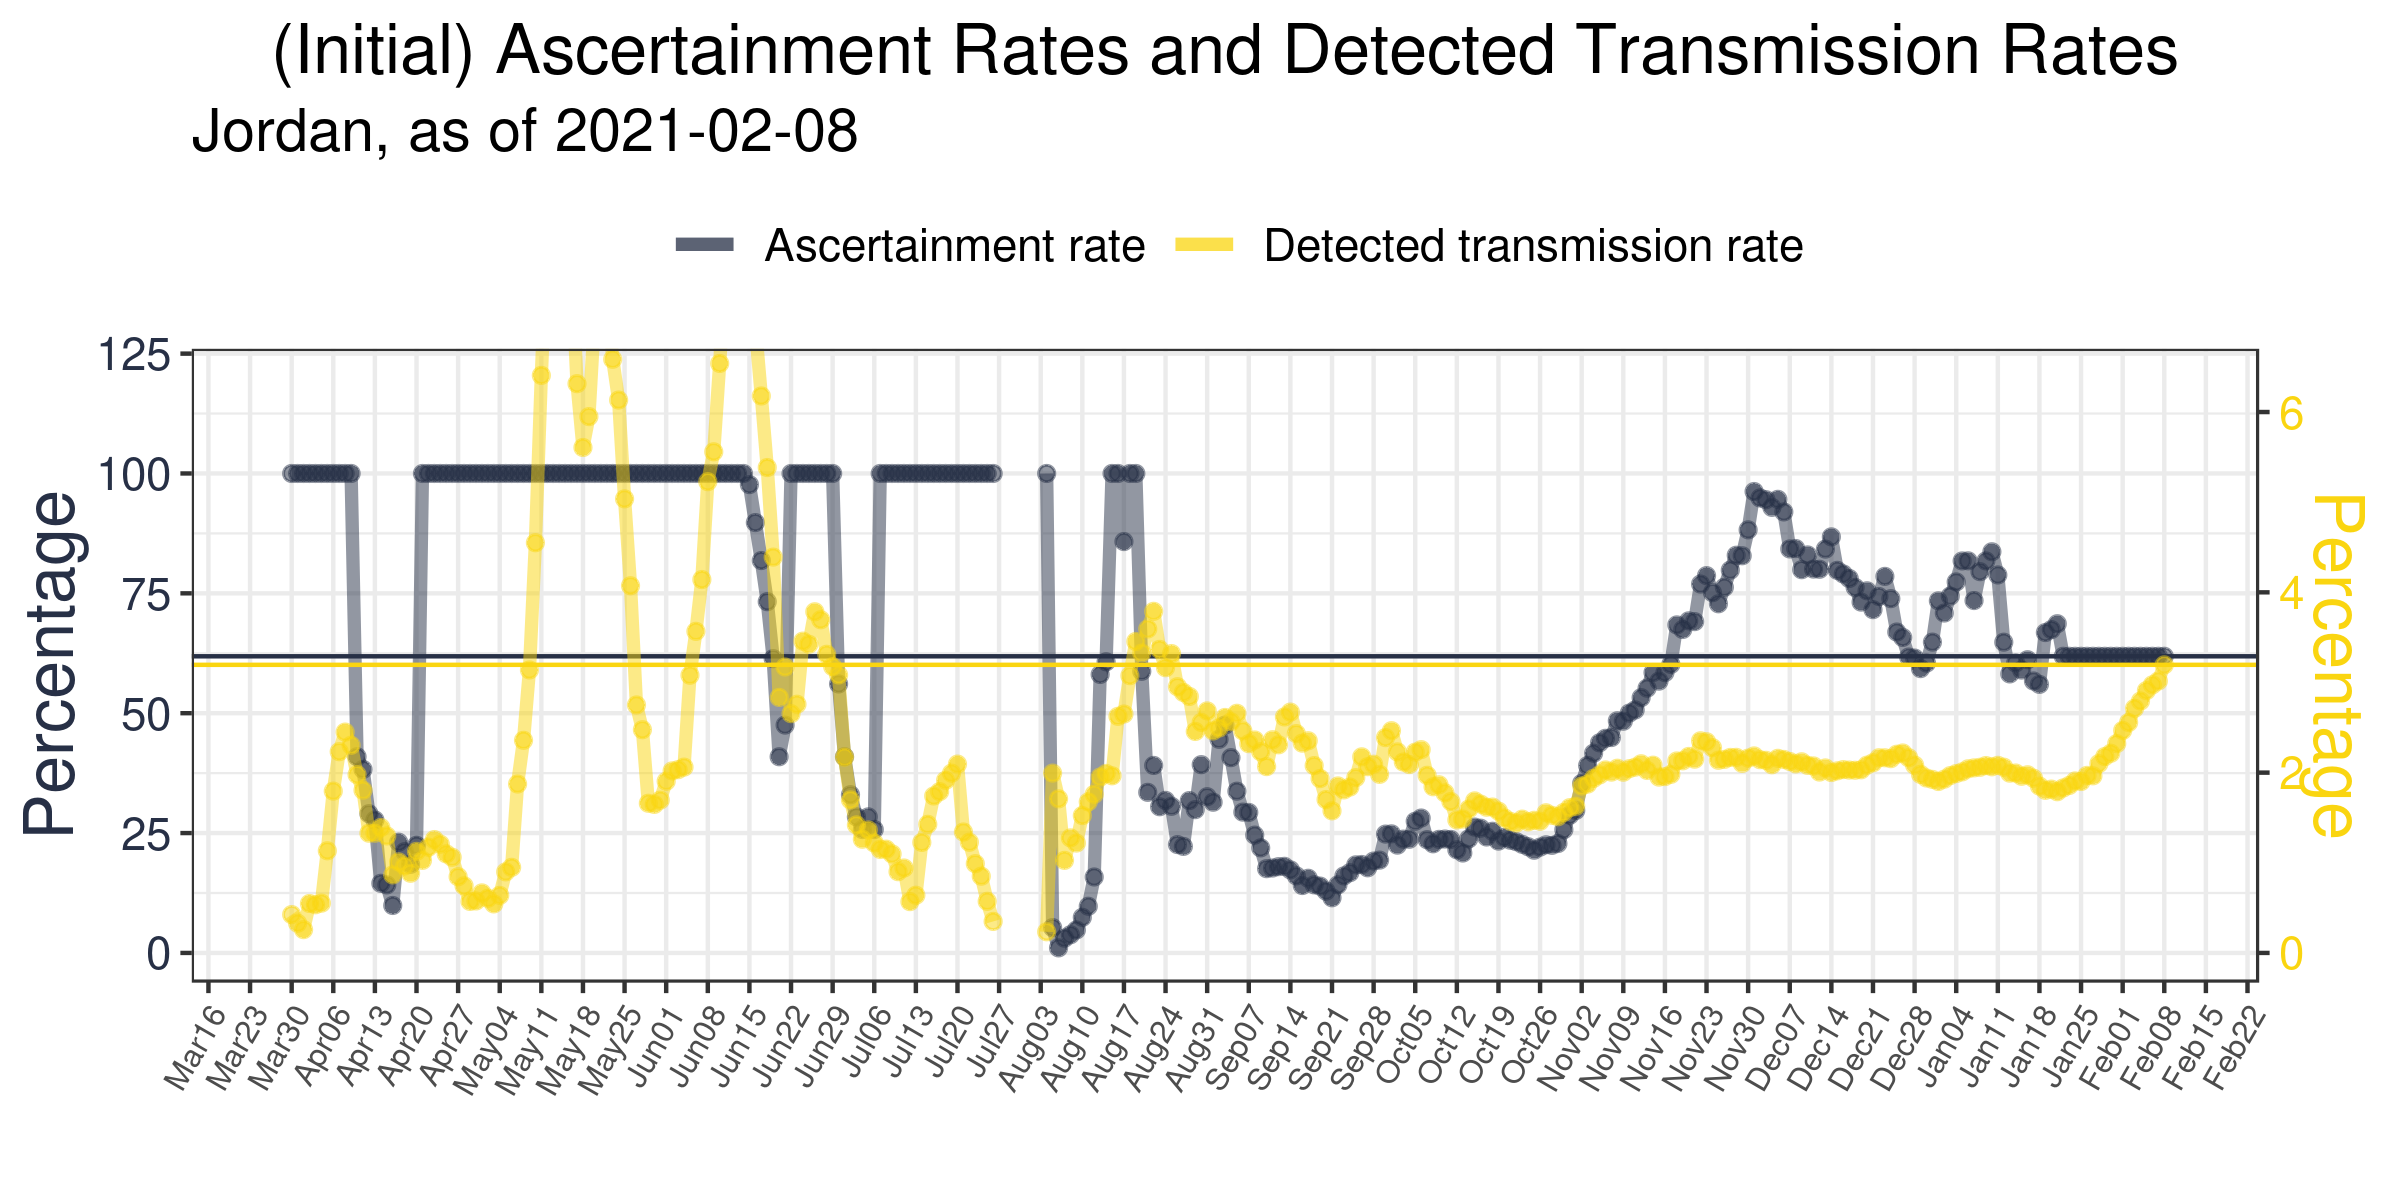 (Initial) Ascertainment Rates and Detected Transmission Rates
Jordan, as of 2021-02-08
Ascertainment rate
Detected transmission rate
125
100
75
50
25
0
Percentage
6
4
2
0
Percentage
Mar16
Mar23
Mar30
Apr06
Apr13
Apr20
Apr27
May04
May11
May18
May25
Jun01
Jun08
Jun15
Jun22
Jun29
Jul06
Jul13
Jul20
Jul27
Aug03
Aug10
Aug17
Aug24
Aug31
Sep07
Sep14
Sep21
Sep28
Oct05
Oct12
Oct19
Oct26
Nov02
Nov09
Nov16
Nov23
Nov30
Dec07
Dec14
Dec21
Dec28
Jan04
Jan11
Jan18
Jan25
Feb01
Feb08
Feb15
Feb22